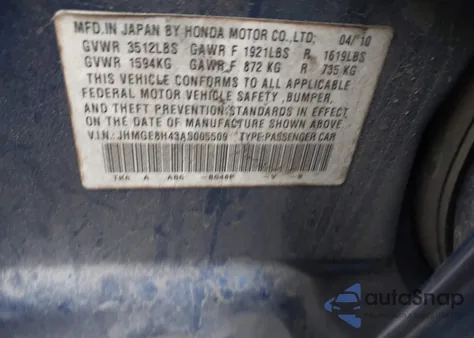 MFD.IN JAPAN BY HONDA MOTOR CO.,LTD. 04/10
GVWR 3512LBS GAWR F 1921LBS R 1619LBS
GVWR 1594KG GAWR F 872 KG R 735 KG
THIS VEHICLE CONFORMS TO ALL APPLICABLE
FEDERAL MOTOR VEHICLE SAFETY, BUMPER,
AND THEFT PREVENTION STANDARDS IN EFFECT
ON THE DATE OF MANUFACTURE SHOWN ABOVE.
V.I.N.: JHMGE8H43AS005509 TYPE:PASSENGER CAR
TK6 A
autoSnap